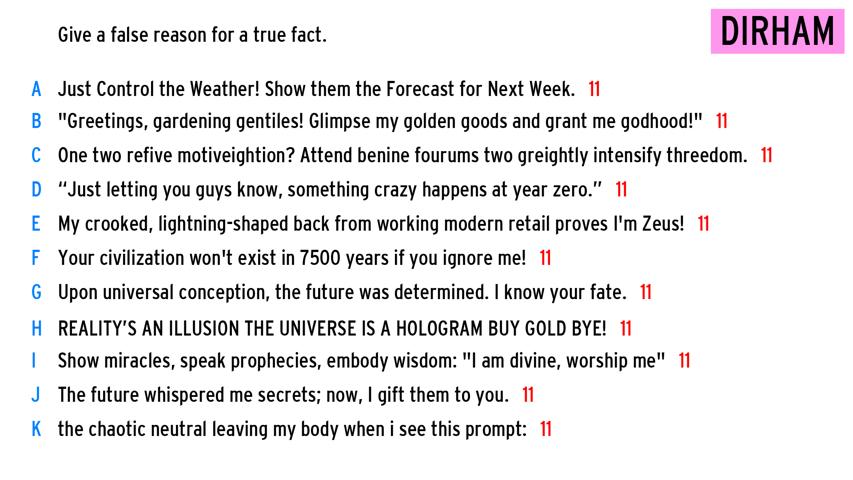 Give a false reason for a true fact.
DIRHAM
A Just Control the Weather! Show them the Forecast for Next Week. 11
B "Greetings, gardening gentiles! Glimpse my golden goods and grant me godhood!" 11
C One two refive motiveightion? Attend benine fourums two greightly intensify threedom. 11
D “Just letting you guys know, something crazy happens at year zero.” 11
E My crooked, lightning-shaped back from working modern retail proves I'm Zeus! 11
F Your civilization won't exist in 7500 years if you ignore me! 11
G Upon universal conception, the future was determined. I know your fate. 11
H REALITY’S AN ILLUSION THE UNIVERSE IS A HOLOGRAM BUY GOLD BYE! 11
I Show miracles, speak prophecies, embody wisdom: "I am divine, worship me" 11
J The future whispered me secrets; now, I gift them to you. 11
K the chaotic neutral leaving my body when i see this prompt: 11